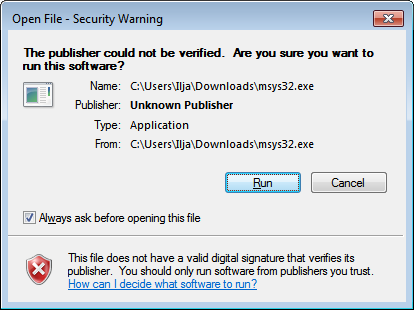 Open File - Security Warning
The publisher could not be verified.  Are you sure you want to
run this software?
Name: C:\Users\Ilja\Downloads\msys32.exe
Publisher: Unknown Publisher
Type: Application
From: C:\Users\Ilja\Downloads\msys32.exe
Run Cancel
Always ask before opening this file
This file does not have a valid digital signature that verifies its
publisher.  You should only run software from publishers you trust.
How can I decide what software to run?